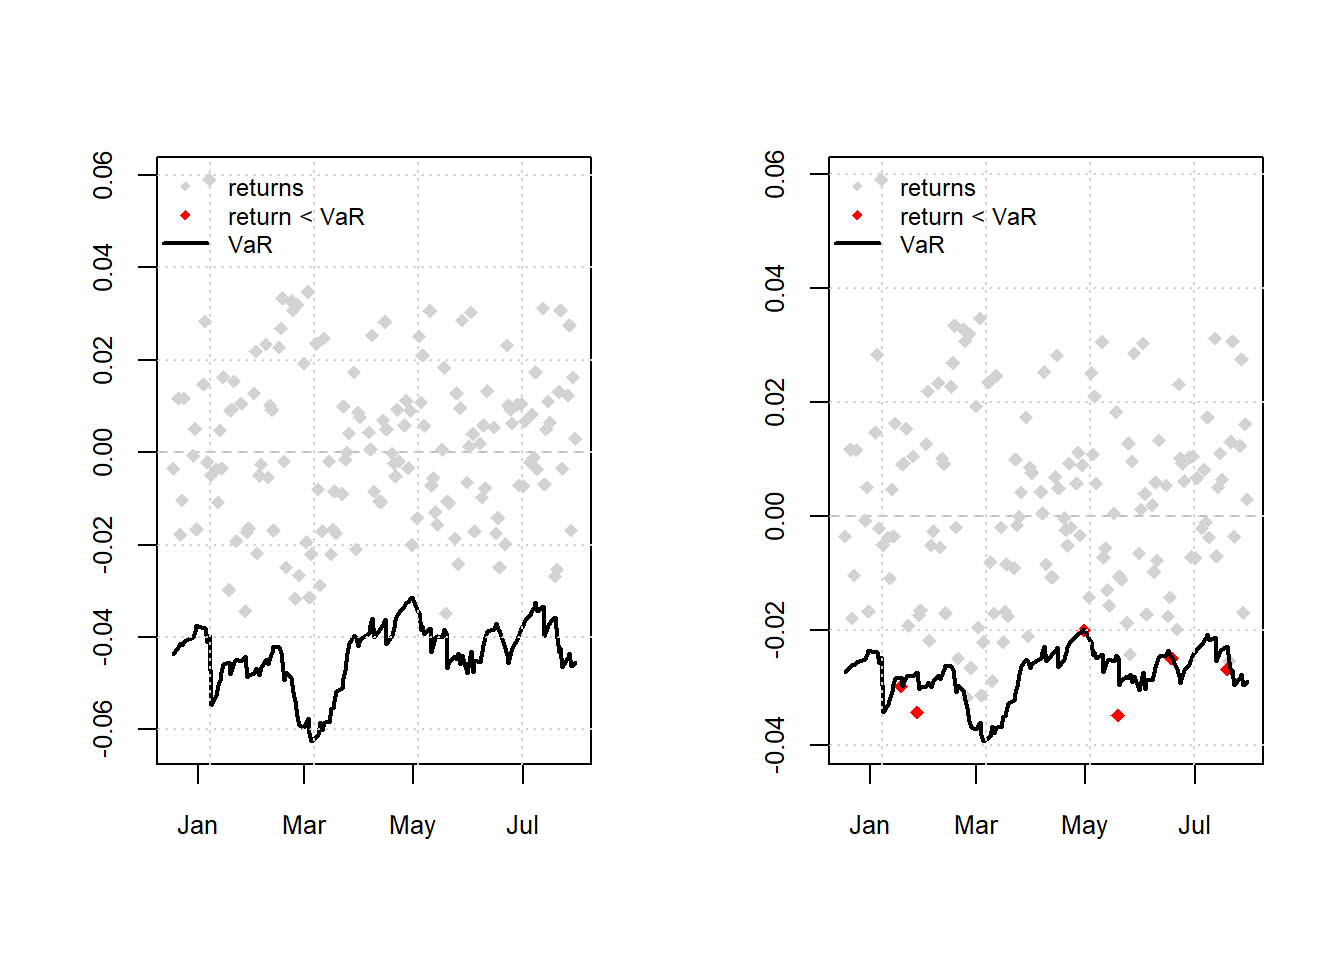 0.06
0.04
0.02
0.00
-0.02
-0.04
-0.06
returns
return < VaR
VaR
Jan
Mar
May
Jul
0.06
0.04
0.02
0.00
-0.02
-0.04
returns
return < VaR
VaR
Jan
Mar
May
Jul